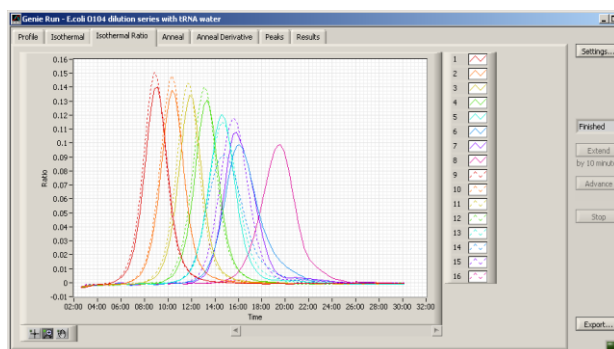 Genie Run - E.coli O104 dilution series with tRNA water
Profile Isothermal Isothermal Ratio Anneal Anneal Derivative Peaks Results
Settings...
Finished
Extend
by 10 minut
Advance
Stop
Export...
Ratio
0.16
0.15
0.14
0.13
0.12
0.11
0.1
0.09
0.08
0.07
0.06
0.05
0.04
0.03
0.02
0.01
0
-0.01
02:00 04:00 06:00 08:00 10:00 12:00 14:00 16:00 18:00 20:00 22:00 24:00 26:00 28:00 30:00 32:00
Time
1
2
3
4
5
6
7
8
9
10
11
12
13
14
15
16